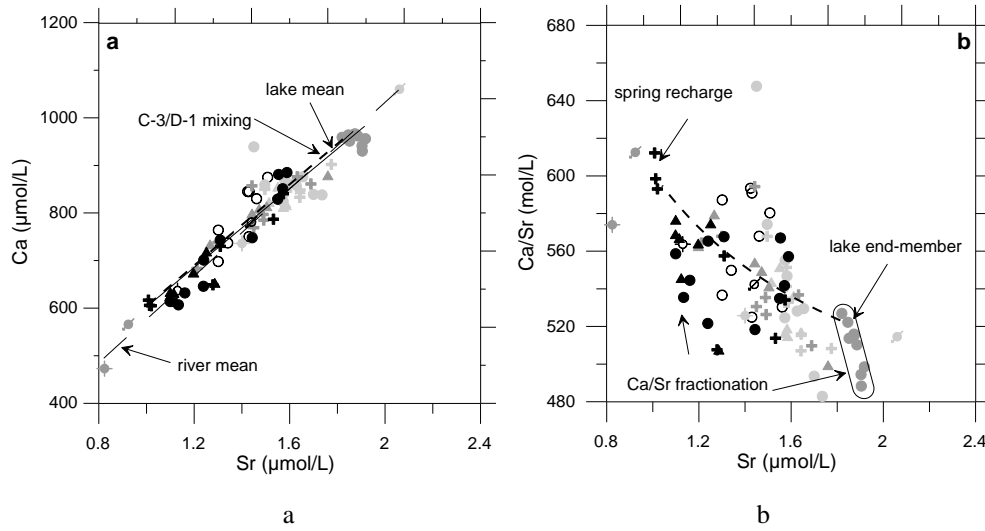 a
1200
1000
800
600
400
Ca (µmol/L)
lake mean
C-3/D-1 mixing
river mean
0.8
1.2
1.6
2
2.4
Sr (µmol/L)
a
b
680
640
600
560
520
480
Ca/Sr (mol/L)
spring recharge
lake end-member
Ca/Sr fractionation
0.8
1.2
1.6
2
2.4
Sr (µmol/L)
b